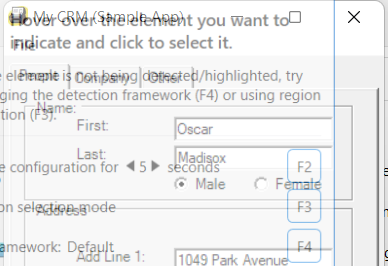 My CRM (Sample App)
Hover over the element you want to
indicate and click to select it.
File
People Company Other
e element is not being detected/highlighted, try
ging the detection framework (F4) or using region
tion (F3).
Name:
First: Oscar
Last: Madisox
e configuration for 5 seconds
F2
Male Female
F3
on selection mode
Address
amework: Default
F4
Add Line 1: 1049 Park Avenue